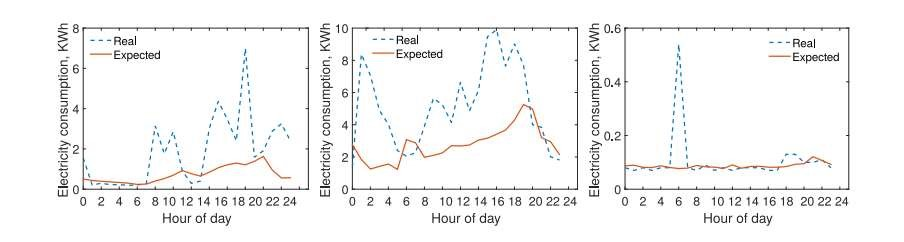 Electricity consumption, KWh
8
6
4
2
0
Real
Expected
0 2 4 6 8 10 12 14 16 18 20 22 24
Hour of day
Electricity consumption, KWh
10
8
6
4
2
0
Real
Expected
0 2 4 6 8 10 12 14 16 18 20 22 24
Hour of day
Electricity consumption, KWh
0.6
0.4
0.2
0
Real
Expected
0 2 4 6 8 10 12 14 16 18 20 22 24
Hour of day